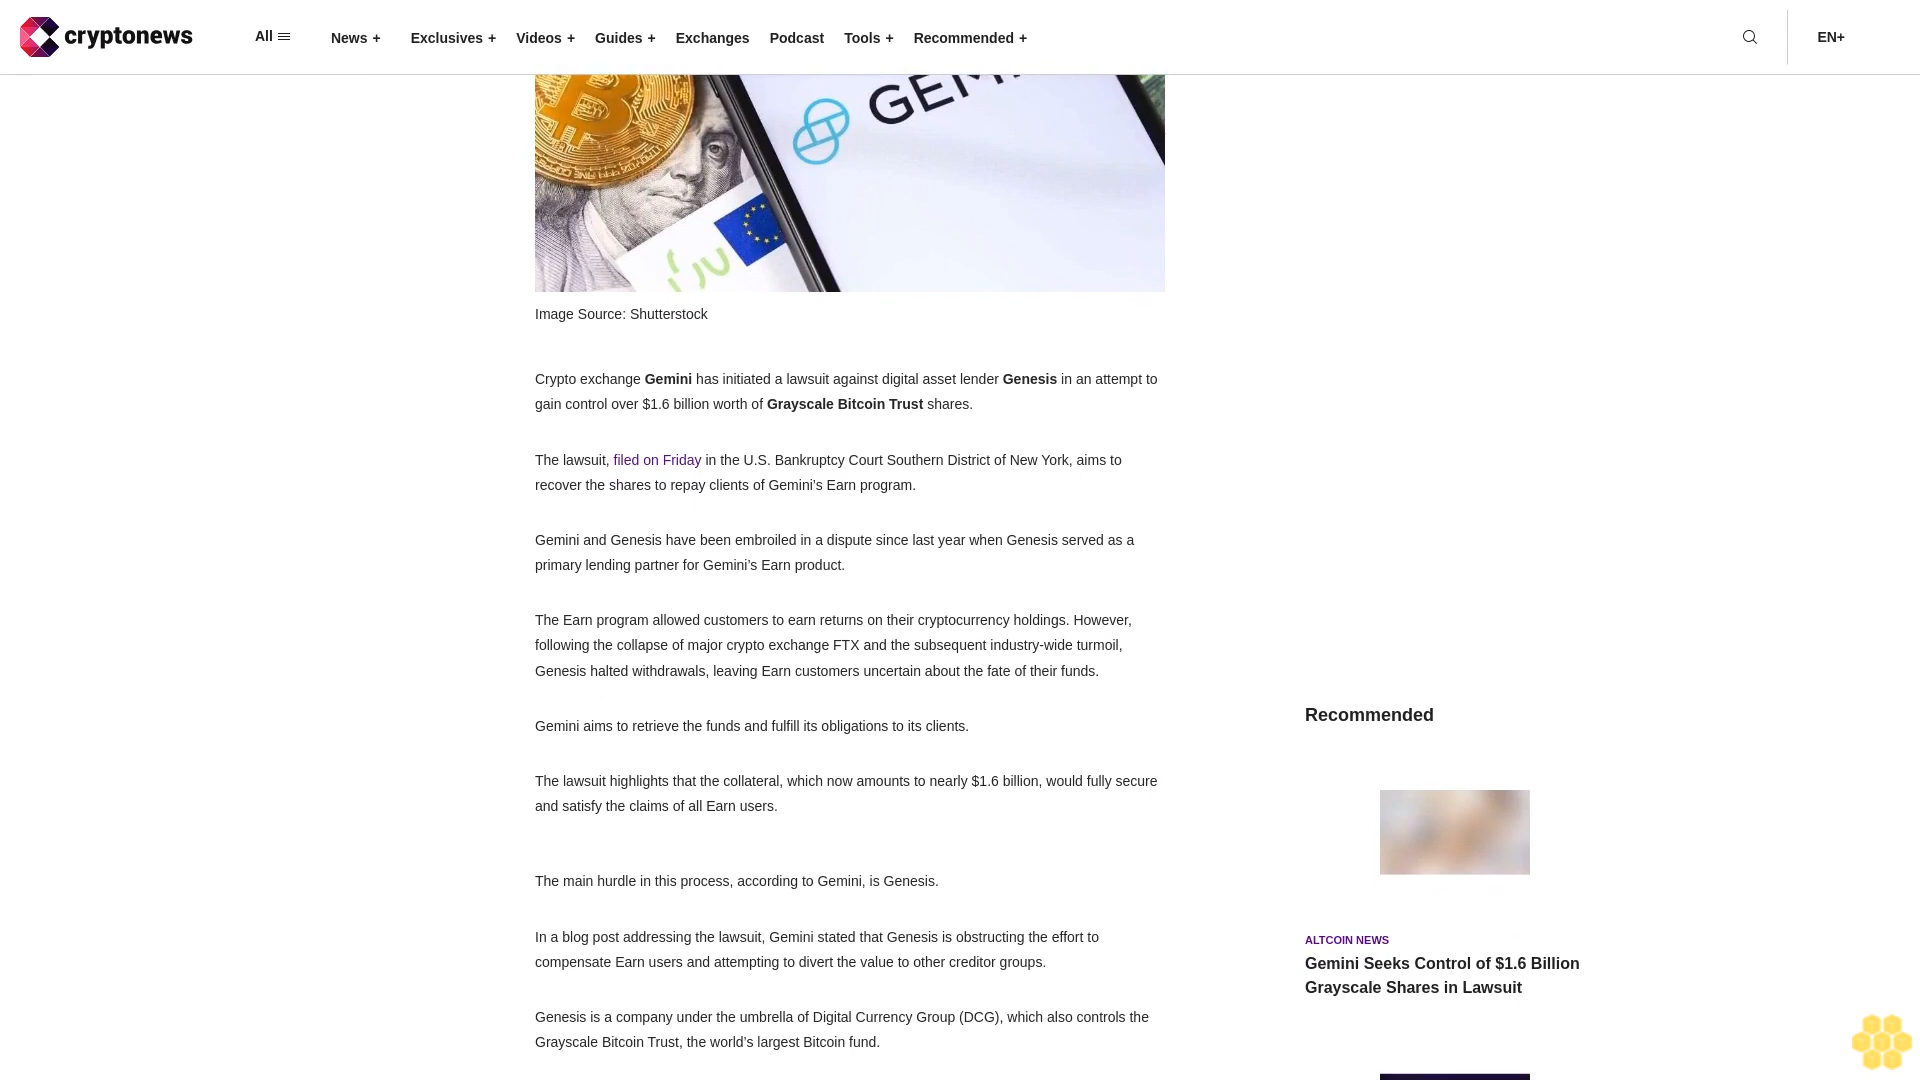 cryptonews
All
News +
Exclusives +
Videos +
Guides +
Exchanges
Podcast
Tools +
Recommended +
EN+
GEMI
Image Source: Shutterstock
Crypto exchange Gemini has initiated a lawsuit against digital asset lender Genesis in an attempt to
gain control over $1.6 billion worth of Grayscale Bitcoin Trust shares.
The lawsuit, filed on Friday in the U.S. Bankruptcy Court Southern District of New York, aims to
recover the shares to repay clients of Gemini’s Earn program.
Gemini and Genesis have been embroiled in a dispute since last year when Genesis served as a
primary lending partner for Gemini’s Earn product.
The Earn program allowed customers to earn returns on their cryptocurrency holdings. However,
following the collapse of major crypto exchange FTX and the subsequent industry-wide turmoil,
Genesis halted withdrawals, leaving Earn customers uncertain about the fate of their funds.
Gemini aims to retrieve the funds and fulfill its obligations to its clients.
The lawsuit highlights that the collateral, which now amounts to nearly $1.6 billion, would fully secure
and satisfy the claims of all Earn users.
The main hurdle in this process, according to Gemini, is Genesis.
In a blog post addressing the lawsuit, Gemini stated that Genesis is obstructing the effort to
compensate Earn users and attempting to divert the value to other creditor groups.
Genesis is a company under the umbrella of Digital Currency Group (DCG), which also controls the
Grayscale Bitcoin Trust, the world’s largest Bitcoin fund.
Recommended
ALTCOIN NEWS
Gemini Seeks Control of $1.6 Billion
Grayscale Shares in Lawsuit